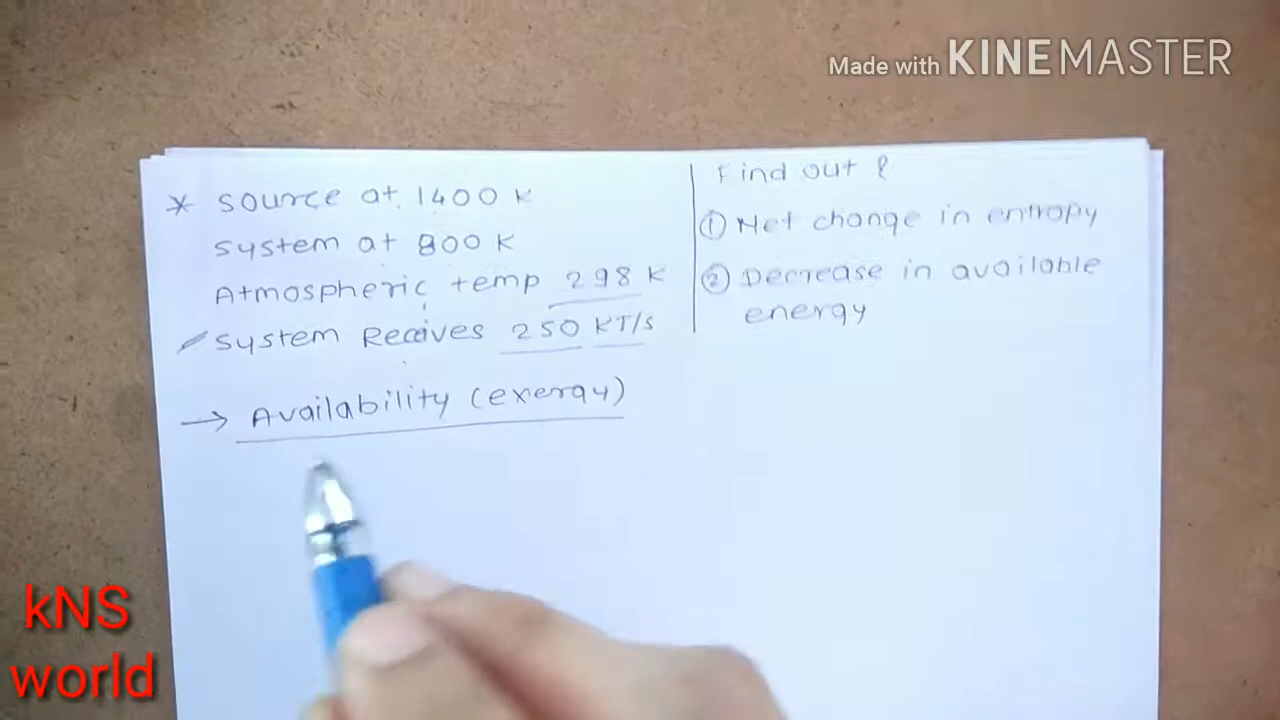 Made with KINEMASTER
* Source at 1400 K
System at 800 K
Atmospheric temp 298 K
System Receives 250 KJ/s
→ Availability (exergy)
Find out
① Net change in entropy
② Decrease in available
energy
kNS
world